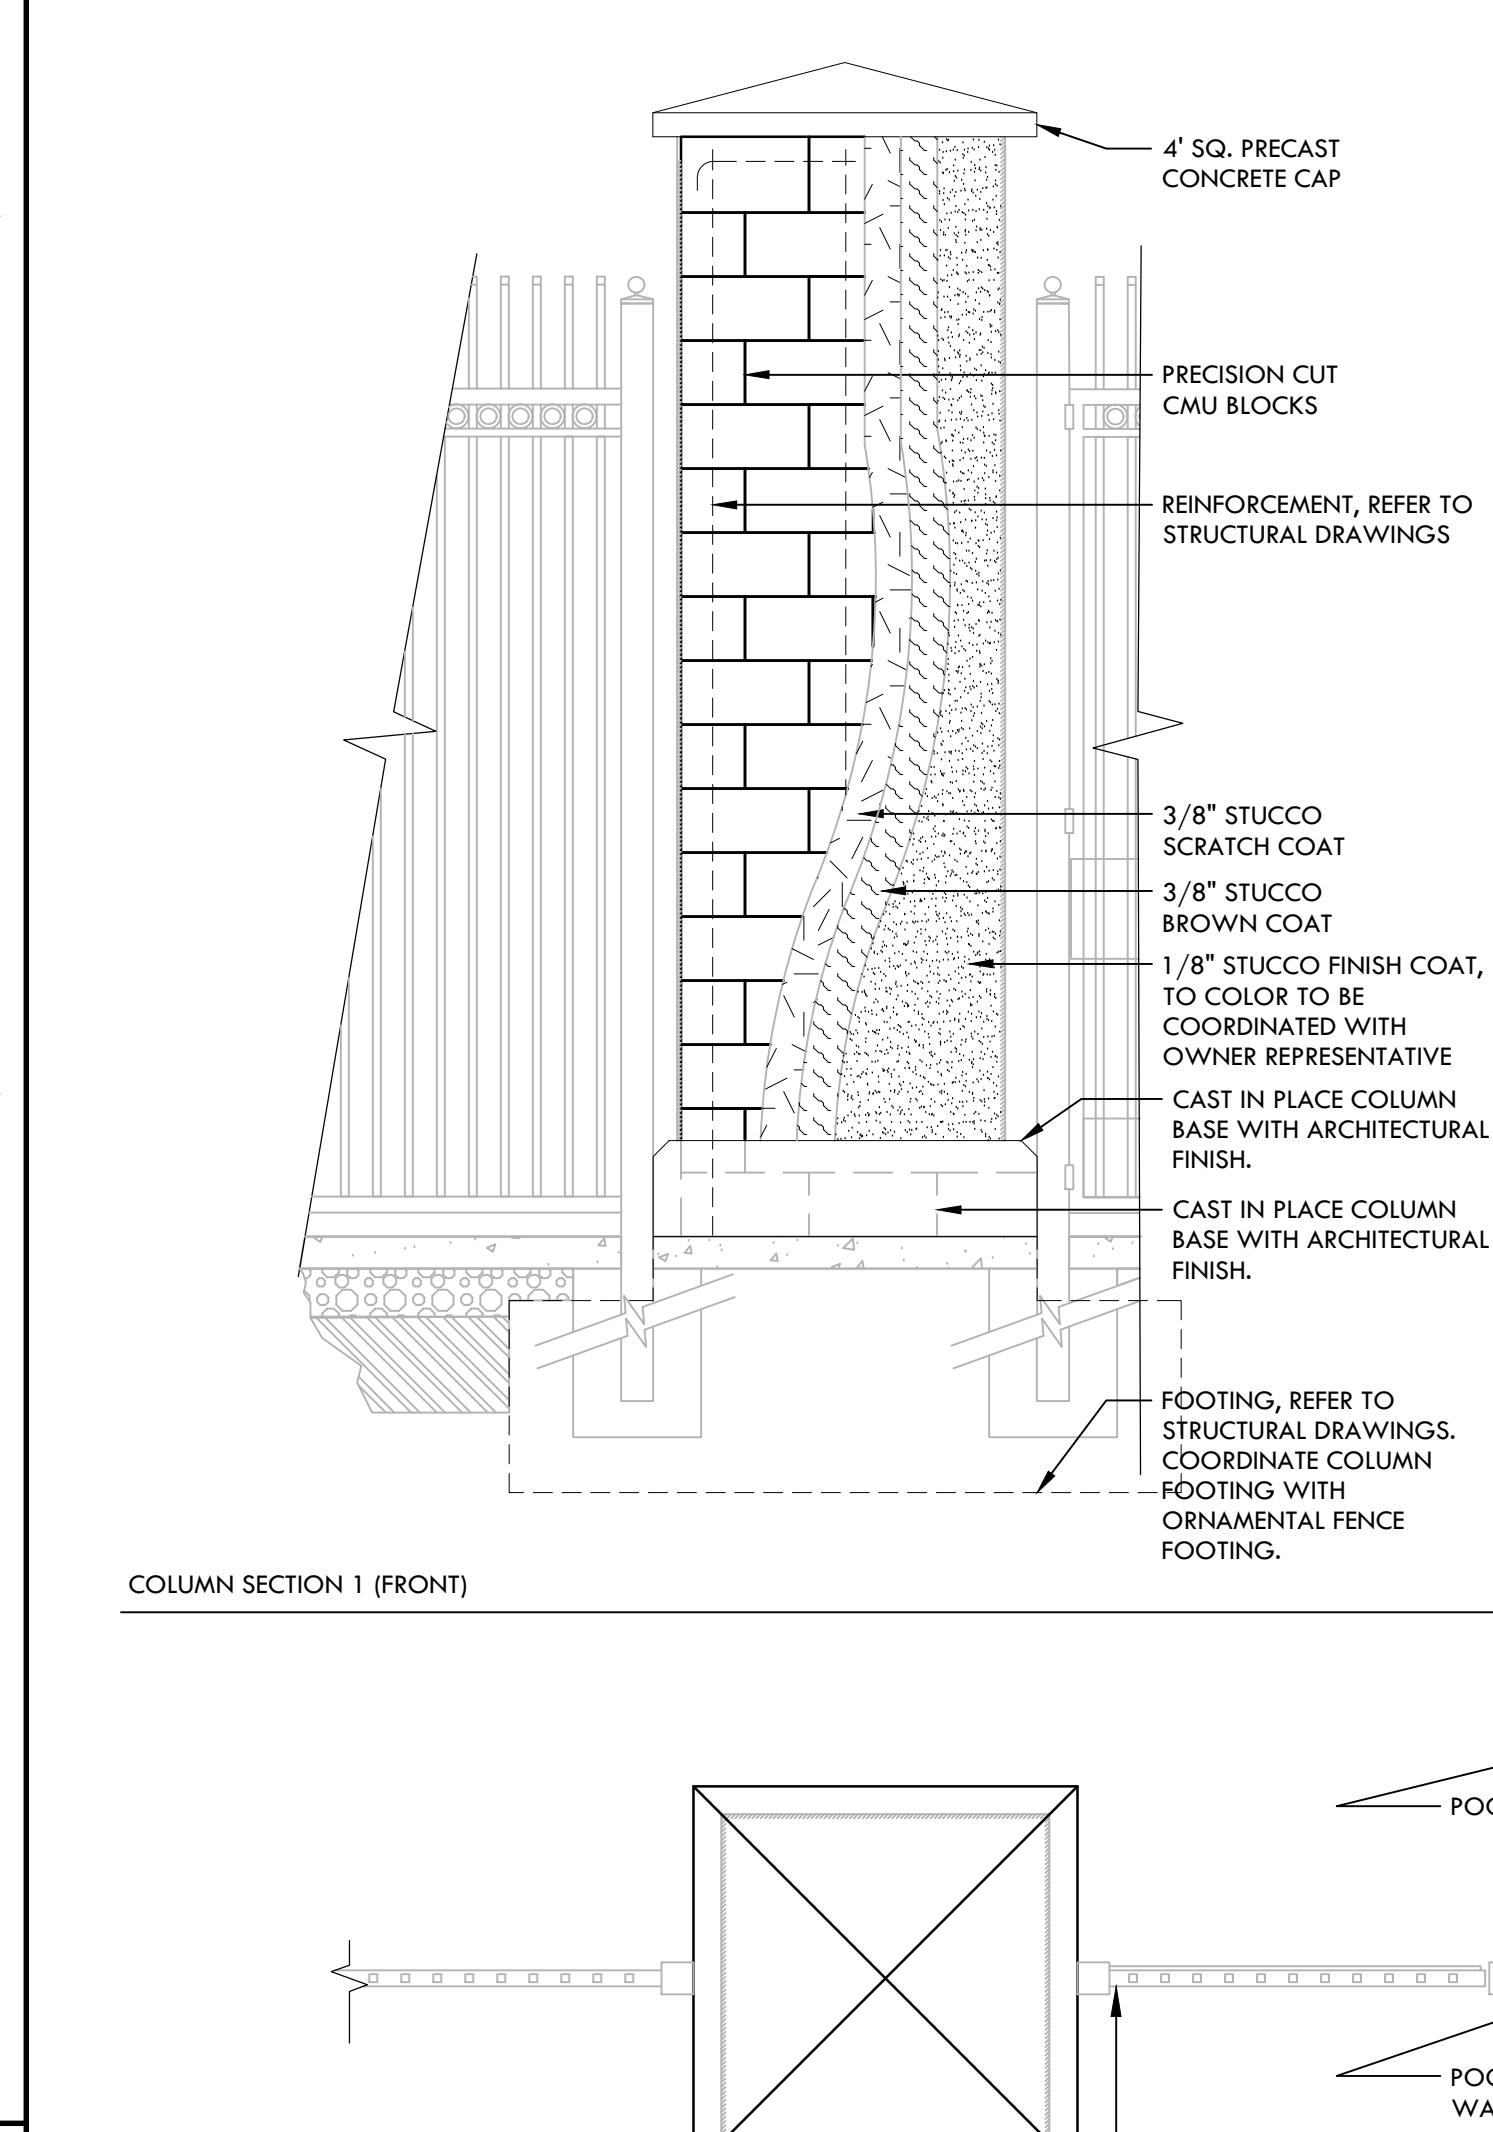 4' SQ. PRECAST
CONCRETE CAP
PRECISION CUT
CMU BLOCKS
REINFORCEMENT, REFER TO
STRUCTURAL DRAWINGS
3/8" STUCCO
SCRATCH COAT
3/8" STUCCO
BROWN COAT
1/8" STUCCO FINISH COAT,
TO COLOR TO BE
COORDINATED WITH
OWNER REPRESENTATIVE
CAST IN PLACE COLUMN
BASE WITH ARCHITECTURAL
FINISH.
CAST IN PLACE COLUMN
BASE WITH ARCHITECTURAL
FINISH.
FOOTING, REFER TO
STRUCTURAL DRAWINGS.
COORDINATE COLUMN
FOOTING WITH
ORNAMENTAL FENCE
FOOTING.
COLUMN SECTION 1 (FRONT)